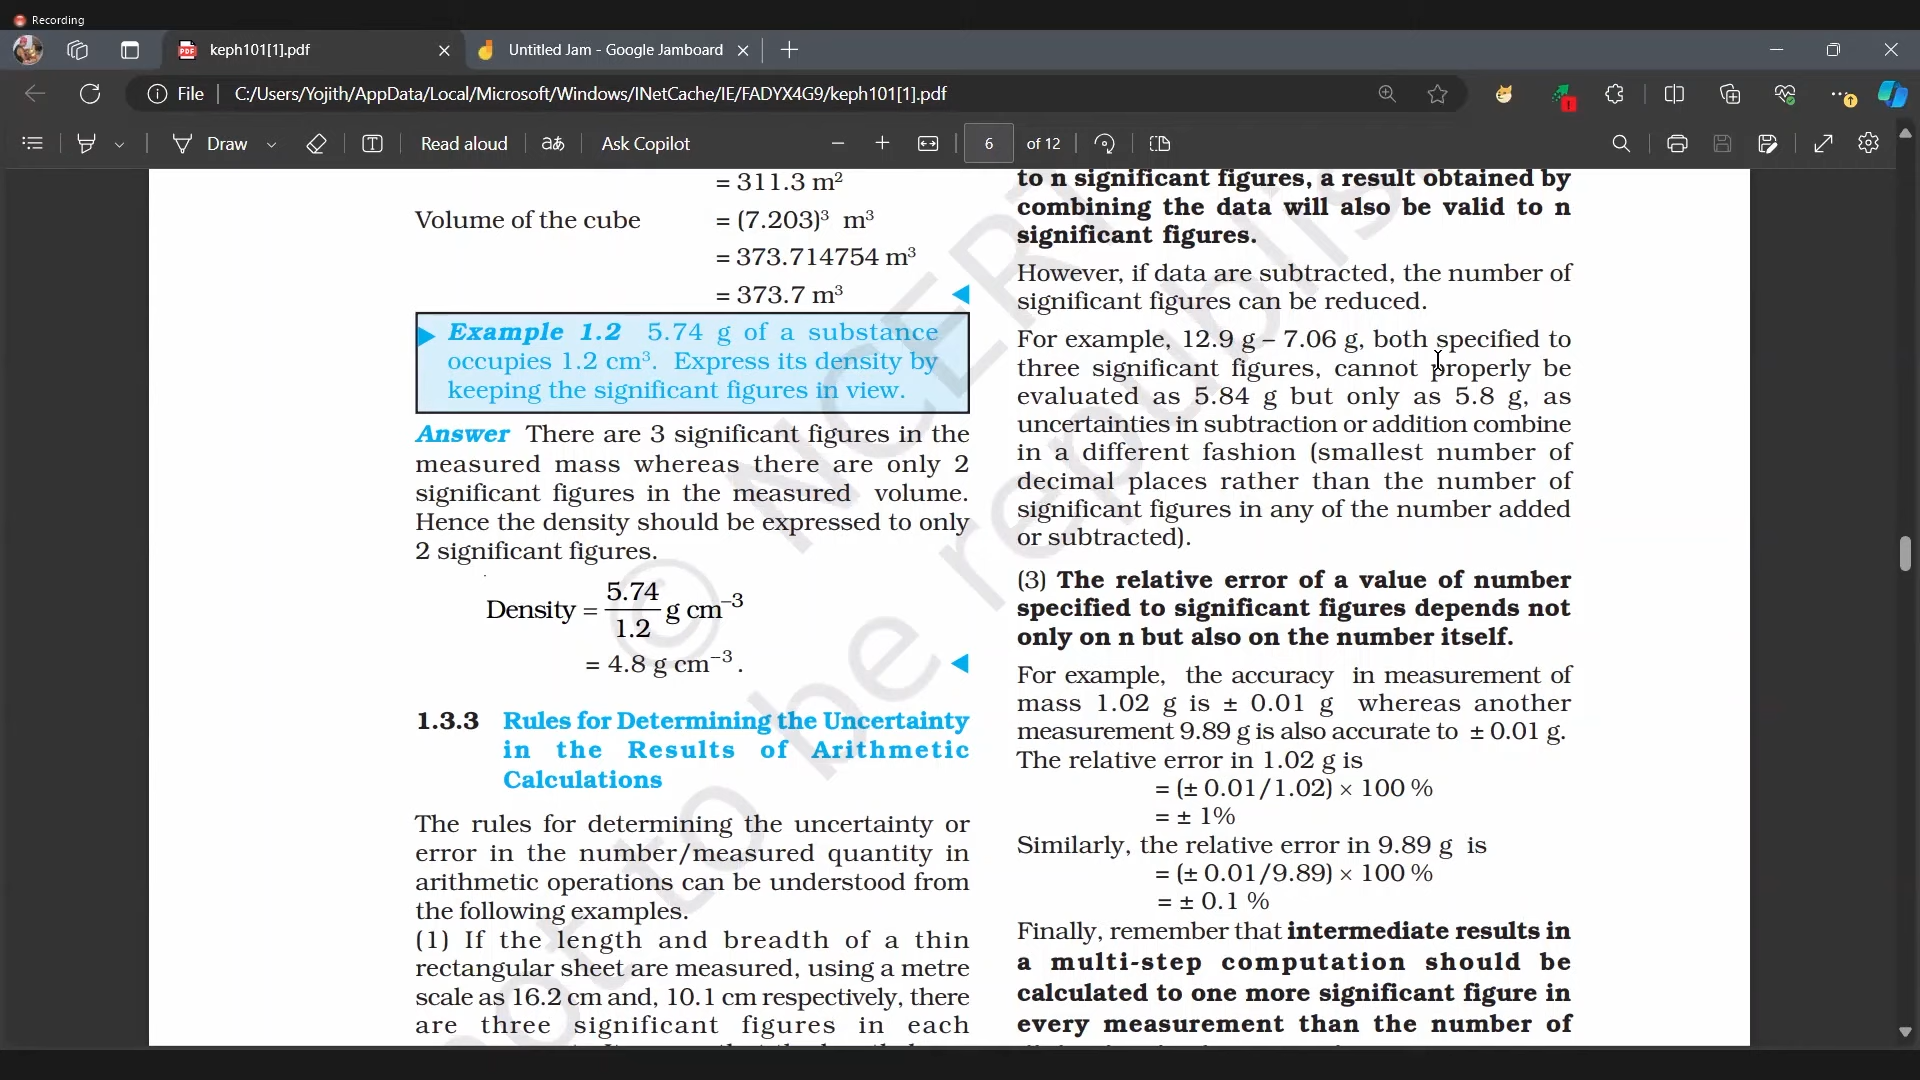 Recording
keph101[1].pdf
Untitled Jam - Google Jamboard
File
C:/Users/Yojith/AppData/Local/Microsoft/Windows/INetCache/IE/FADYX4G9/keph101[1].pdf
Draw
Read aloud
aあ
Ask Copilot
6
of 12
= 311.3 m²
Volume of the cube = (7.203)³ m³
= 373.714754 m³
= 373.7 m³
Example 1.2 5.74 g of a substance
occupies 1.2 cm³. Express its density by
keeping the significant figures in view.
Answer There are 3 significant figures in the
measured mass whereas there are only 2
significant figures in the measured volume.
Hence the density should be expressed to only
2 significant figures.
Density = 5.74/1.2 g cm⁻³
= 4.8 g cm⁻³ .
1.3.3 Rules for Determining the Uncertainty
in the Results of Arithmetic
Calculations
The rules for determining the uncertainty or
error in the number/measured quantity in
arithmetic operations can be understood from
the following examples.
(1) If the length and breadth of a thin
rectangular sheet are measured, using a metre
scale as 16.2 cm and, 10.1 cm respectively, there
are three significant figures in each
to n significant figures, a result obtained by
combining the data will also be valid to n
significant figures.
However, if data are subtracted, the number of
significant figures can be reduced.
For example, 12.9 g – 7.06 g, both specified to
three significant figures, cannot properly be
evaluated as 5.84 g but only as 5.8 g, as
uncertainties in subtraction or addition combine
in a different fashion (smallest number of
decimal places rather than the number of
significant figures in any of the number added
or subtracted).
(3) The relative error of a value of number
specified to significant figures depends not
only on n but also on the number itself.
For example, the accuracy in measurement of
mass 1.02 g is ± 0.01 g whereas another
measurement 9.89 g is also accurate to ± 0.01 g.
The relative error in 1.02 g is
= (± 0.01/1.02) × 100 %
= ± 1%
Similarly, the relative error in 9.89 g is
= (± 0.01/9.89) × 100 %
= ± 0.1 %
Finally, remember that intermediate results in
a multi-step computation should be
calculated to one more significant figure in
every measurement than the number of
© NCERT
not to be republis